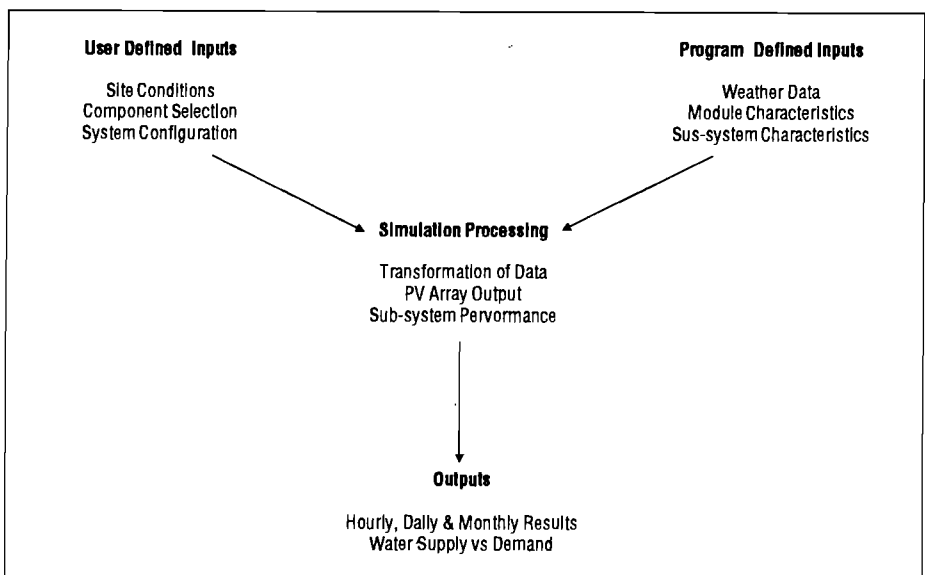 User Defined Inputs
Site Conditions
Component Selection
System Configuration
Program Defined Inputs
Weather Data
Module Characteristics
Sus-system Characteristics
Simulation Processing
Transformation of Data
PV Array Output
Sub-system Pervormance
Outputs
Hourly, Daily & Monthly Results
Water Supply vs Demand